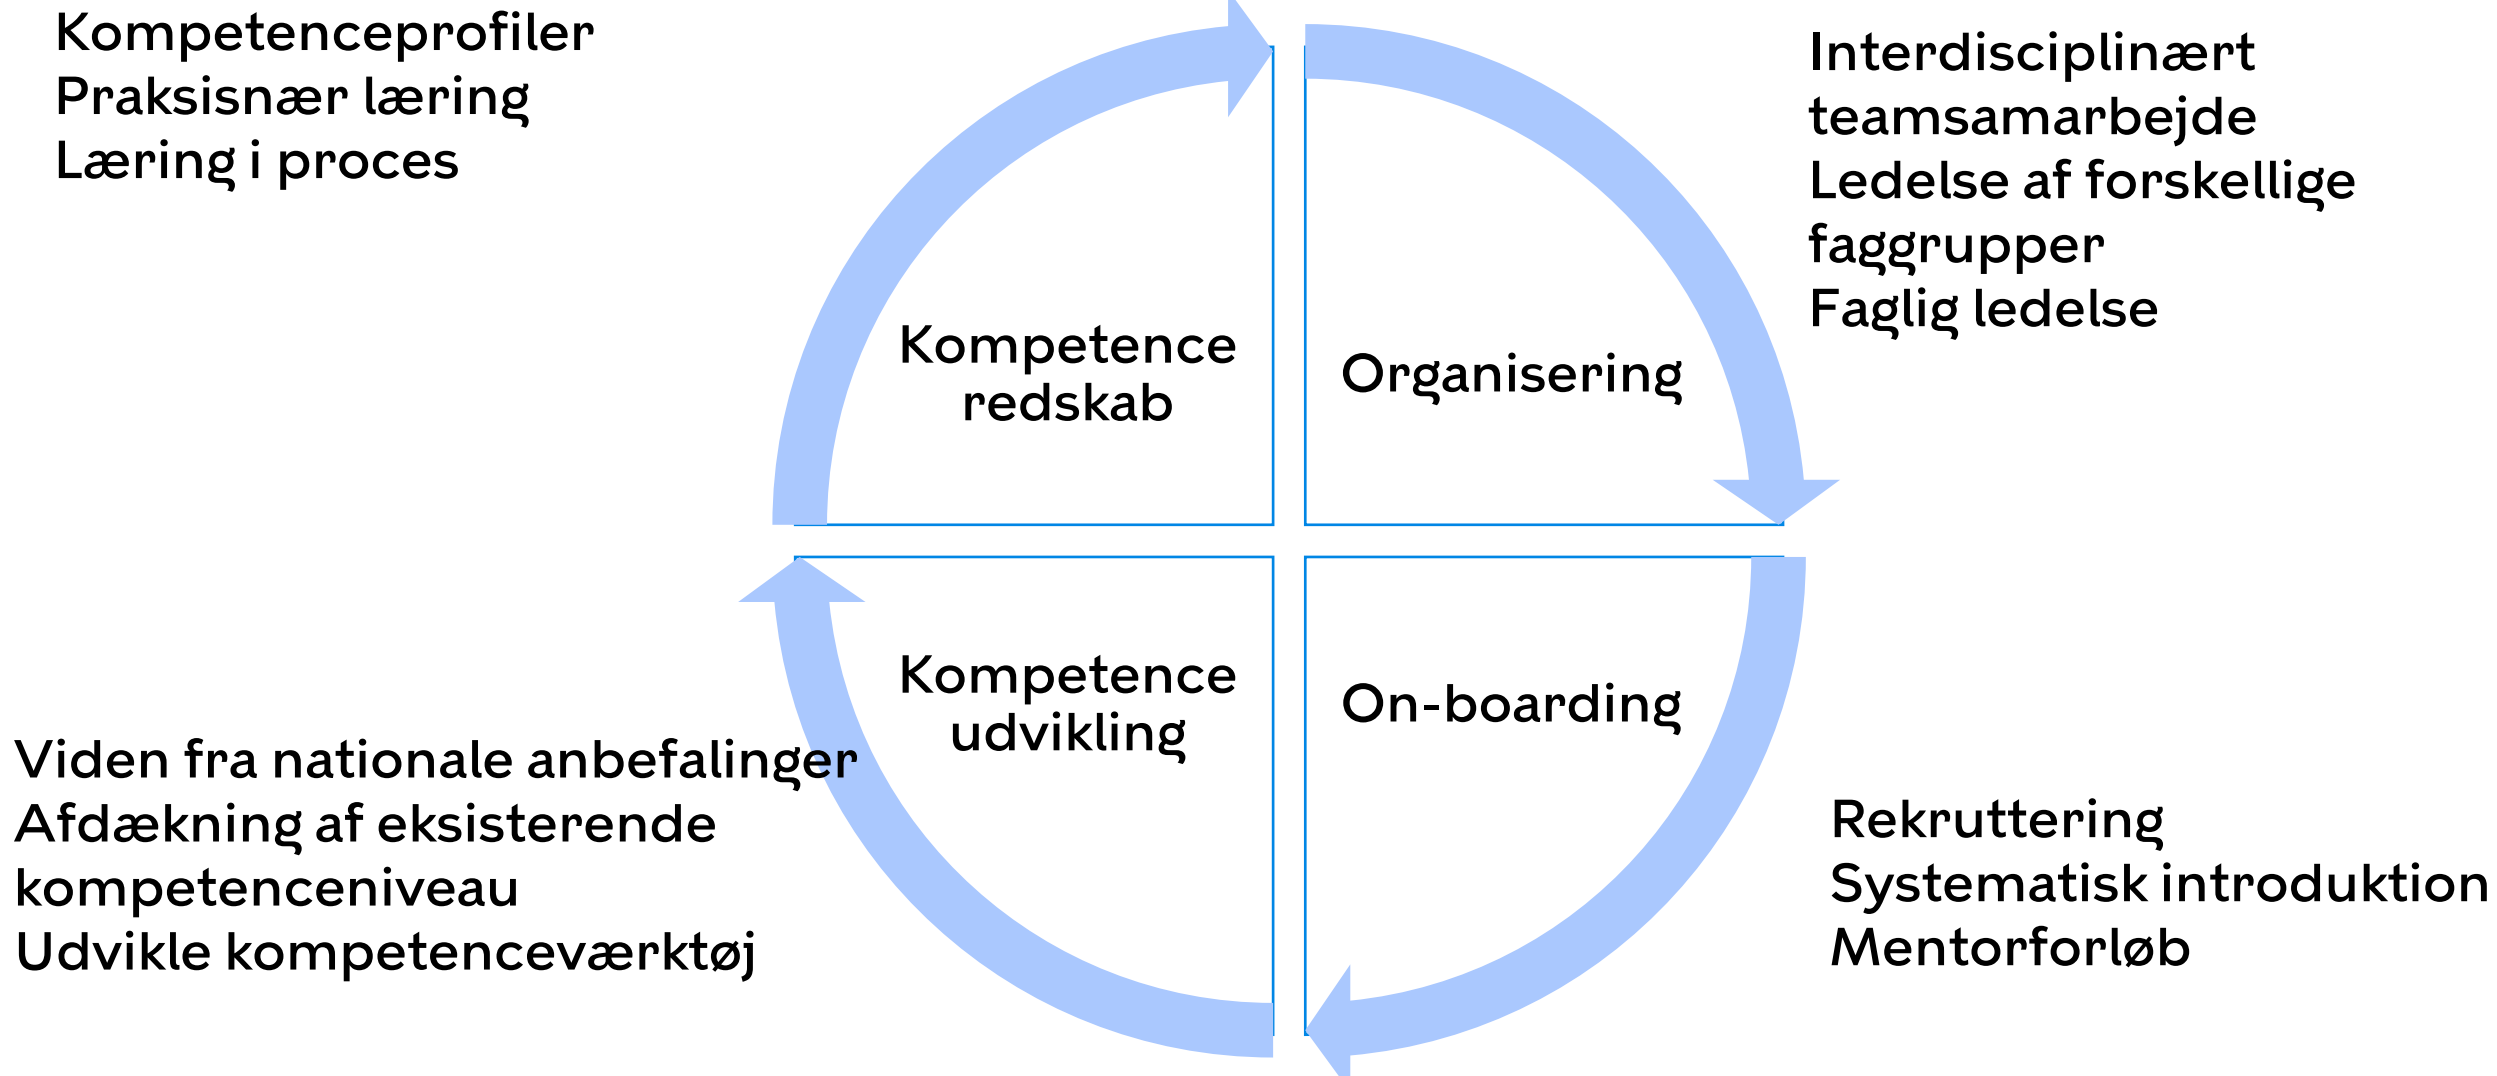 Kompetenceprofiler
Praksisnær læring
Læring i proces
Interdisciplinært
teamsamarbejde
Ledelse af forskellige
faggrupper
Faglig ledelse
Kompetence
redskab
Organisering
Kompetence
udvikling
On-boarding
Viden fra nationale anbefalinger
Afdækning af eksisterende
kompetenceniveau
Udvikle kompetenceværktøj
Rekruttering
Systematisk introduktion
Mentorforløb